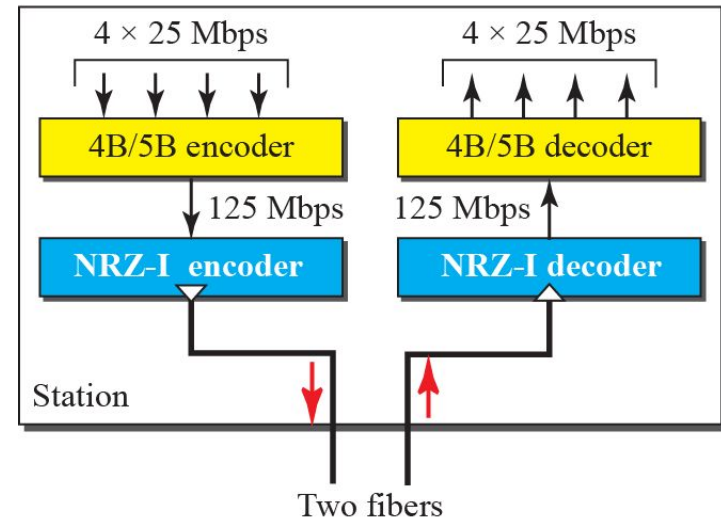 4 × 25 Mbps
4 × 25 Mbps
4B/5B encoder
4B/5B decoder
125 Mbps
125 Mbps
NRZ-I encoder
NRZ-I decoder
Station
Two fibers